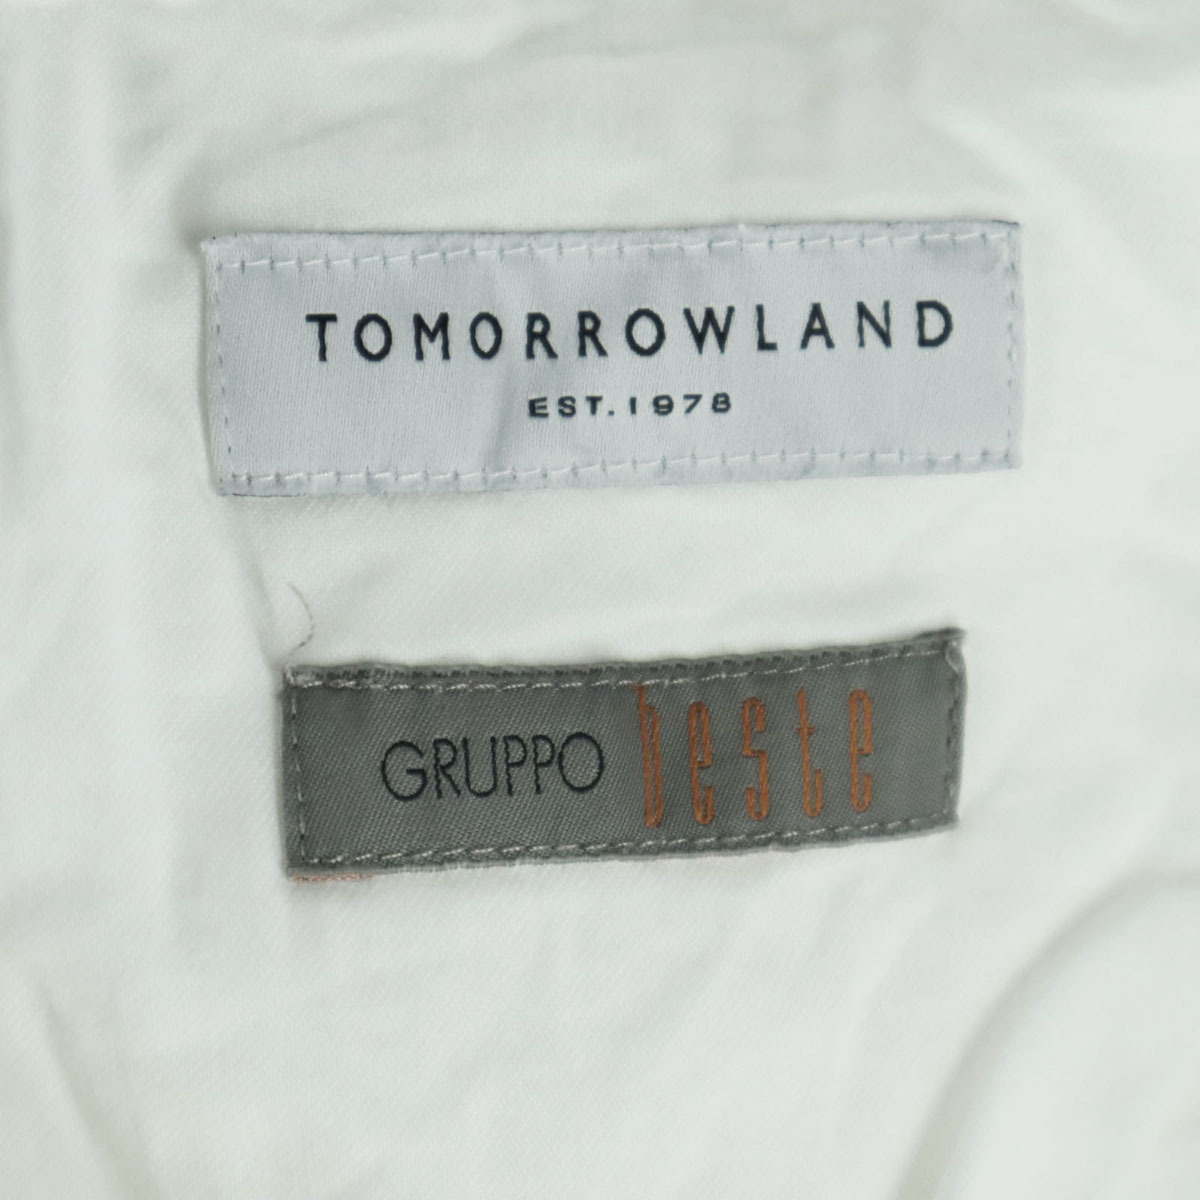 TOMORROWLAND
EST. 1978
GRUPPO beste